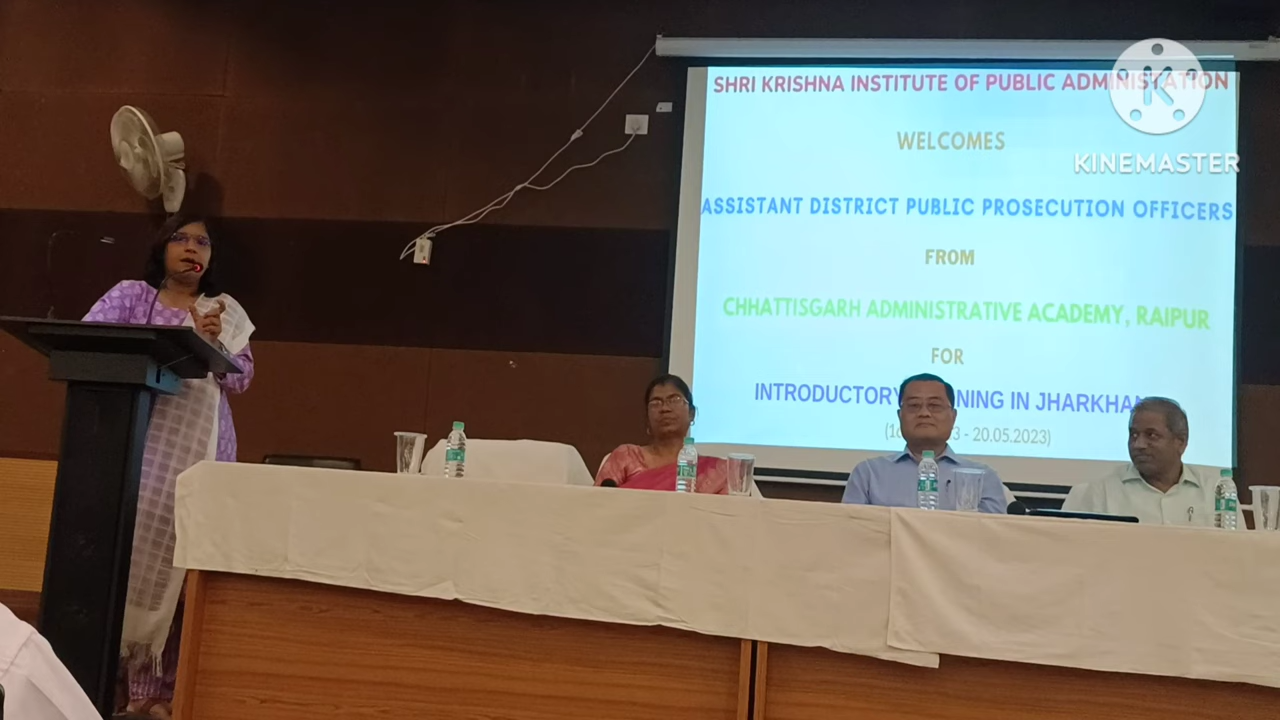 SHRI KRISHNA INSTITUTE OF PUBLIC
KINEMASTER
WELCOMES
ASSISTANT DISTRICT PUBLIC PROSECUTION OFFICERS
FROM
CHHATTISGARH ADMINISTRATIVE ACADEMY, RAIPUR
FOR
INTRODUCTORY IN
20.05.2023)